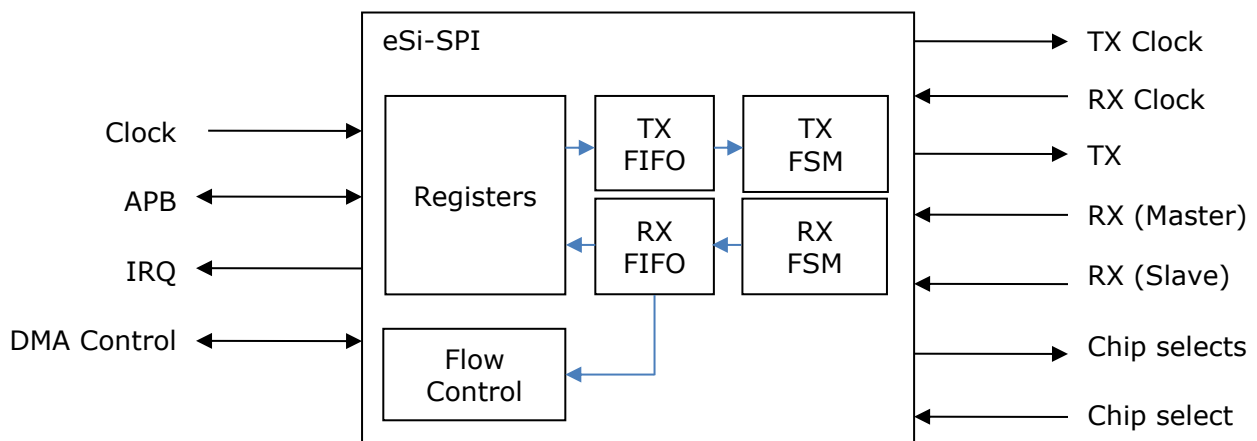 eSi-SPI
Clock
APB
IRQ
DMA Control
Registers
TX
FIFO
TX
FSM
RX
FIFO
RX
FSM
Flow
Control
TX Clock
RX Clock
TX
RX (Master)
RX (Slave)
Chip selects
Chip select